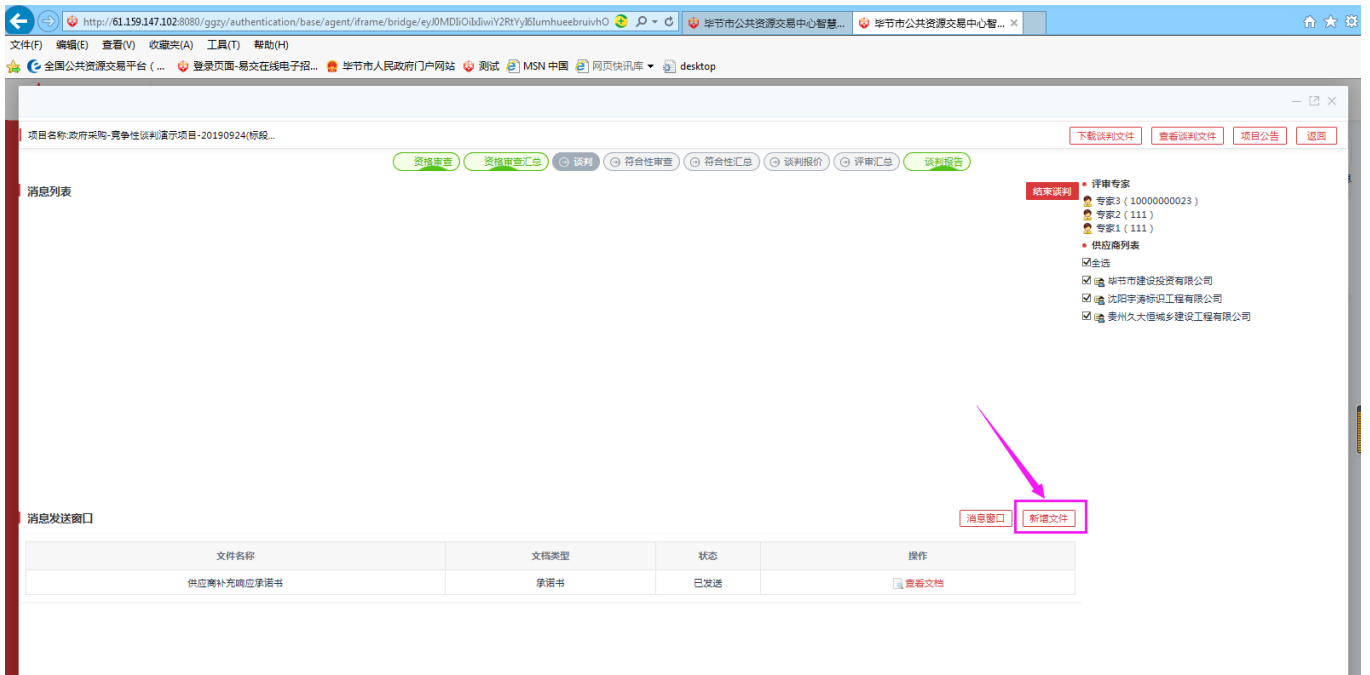 http://61.159.147.102:8080/ggzy/authentication/base/agent/iframe/bridge/
毕节市公共资源交易中心智慧...
毕节市公共资源交易中心智... ×
文件(F) 编辑(E) 查看(V) 收藏夹(A) 工具(T) 帮助(H)
全国公共资源交易平台 ( ... 登录页面-易交在线电子招... 毕节市人民政府门户网站 测试 MSN 中国 网页快讯库 desktop
项目名称:政府采购-竞争性谈判演示项目-20190924(标段... 下载谈判文件 查看谈判文件 项目公告 返回
资格审查 资格审查汇总 谈判 符合性审查 符合性汇总 谈判报价 评审汇总 谈判报告
消息列表
结束谈判
评审专家
专家3 ( 10000000023 )
专家2 ( 111 )
专家1 ( 111 )
供应商列表
全选
毕节市建设投资有限公司
沈阳宇涛标识工程有限公司
贵州久大恒城乡建设工程有限公司
消息发送窗口 消息窗口 新增文件
文件名称 文档类型 状态 操作
供应商补充响应承诺书 承诺书 已发送 查看文档